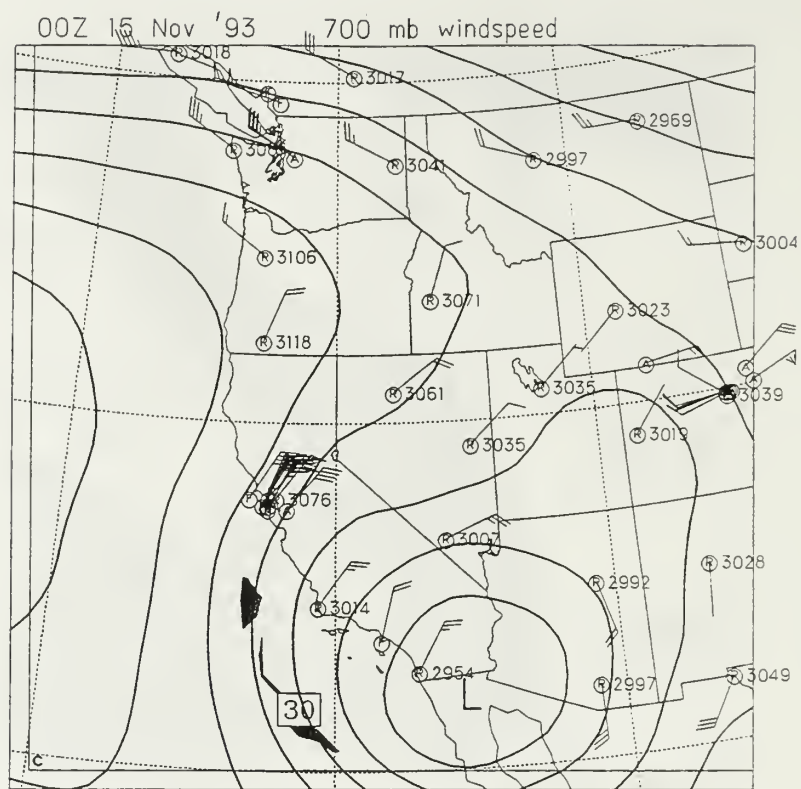 00Z 15 Nov '93 700 mb windspeed
R 3018
R 3017
R 2969
R
R 3041
R 2997
A
R 3106
R 3004
R 3071
R 3118
R 3023
R 3061
R 3035
3039
R 3035
R 3019
3076
R 3007
R 3028
R 2992
R 3014
R 2954
L
R 2997
R 3049
30
C